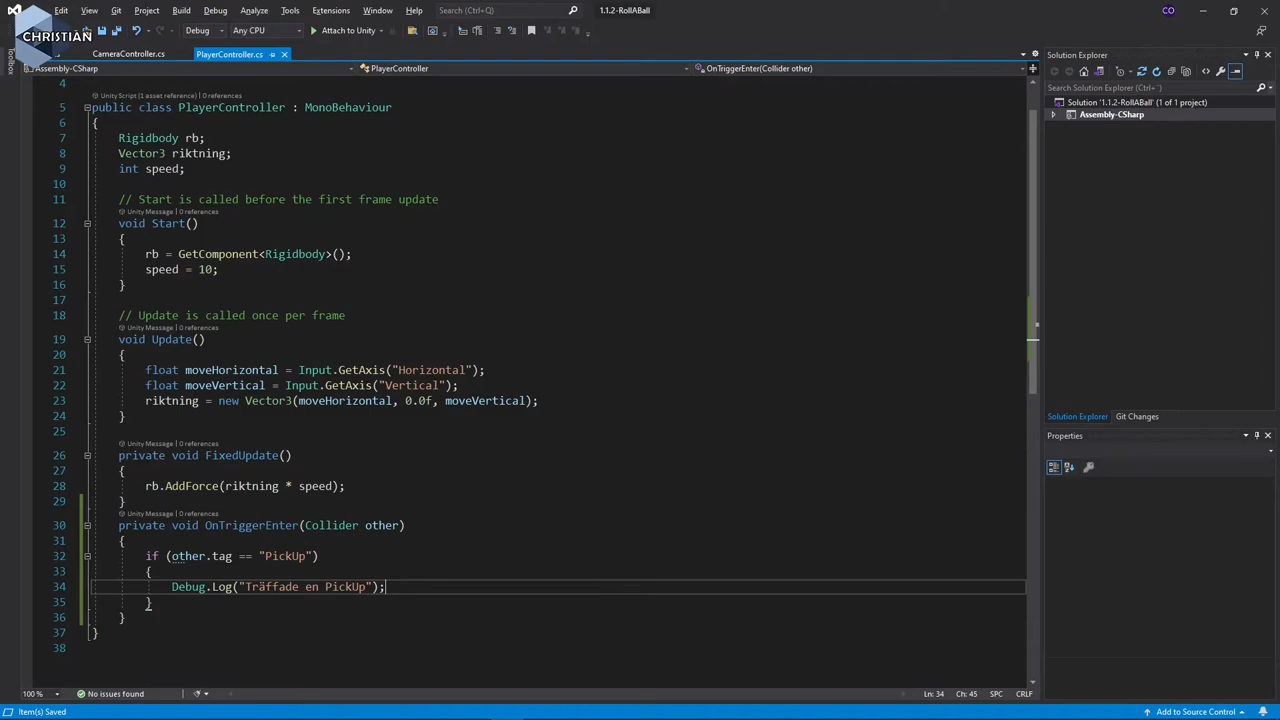 File Edit View Git Project Build Debug Analyze Tools Extensions Window Help Search (Ctrl+Q) 1.1.2-RollABall CO
CHRISTIAN
Debug Any CPU Attach to Unity
Toolbox
CameraController.cs PlayerController.cs
Assembly-CSharp PlayerController OnTriggerEnter(Collider other)
4
Unity Script (1 asset reference) | 0 references
5 public class PlayerController : MonoBehaviour
6 {
7 Rigidbody rb;
8 Vector3 riktning;
9 int speed;
10
11 // Start is called before the first frame update
Unity Message | 0 references
12 void Start()
13 {
14 rb = GetComponent<Rigidbody>();
15 speed = 10;
16 }
17
18 // Update is called once per frame
Unity Message | 0 references
19 void Update()
20 {
21 float moveHorizontal = Input.GetAxis("Horizontal");
22 float moveVertical = Input.GetAxis("Vertical");
23 riktning = new Vector3(moveHorizontal, 0.0f, moveVertical);
24 }
25
Unity Message | 0 references
26 private void FixedUpdate()
27 {
28 rb.AddForce(riktning * speed);
29 }
Unity Message | 0 references
30 private void OnTriggerEnter(Collider other)
31 {
32 if (other.tag == "PickUp")
33 {
34 Debug.Log("Träffade en PickUp");
35 }
36 }
37 }
38
100 % No issues found Ln: 34 Ch: 45 SPC CRLF
Solution Explorer
Search Solution Explorer (Ctrl+')
Solution '1.1.2-RollABall' (1 of 1 project)
Assembly-CSharp
Solution Explorer Git Changes
Properties
Item(s) Saved Add to Source Control